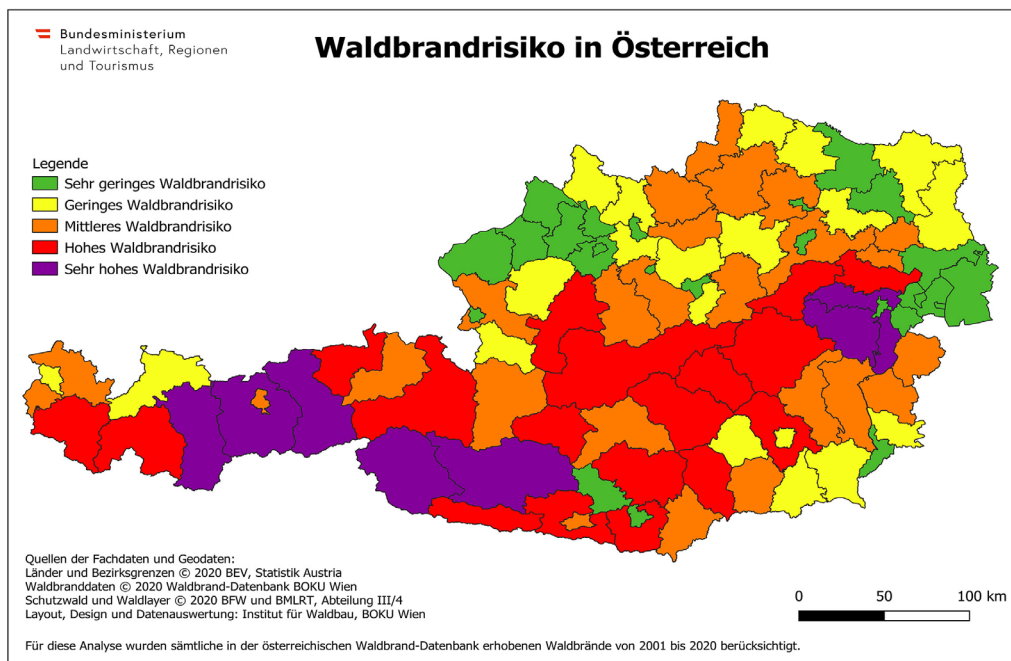 Bundesministerium
Landwirtschaft, Regionen
und Tourismus
Waldbrandrisiko in Österreich
Legende
Sehr geringes Waldbrandrisiko
Geringes Waldbrandrisiko
Mittleres Waldbrandrisiko
Hohes Waldbrandrisiko
Sehr hohes Waldbrandrisiko
Quellen der Fachdaten und Geodaten:
Länder und Bezirksgrenzen © 2020 BEV, Statistik Austria
Waldbranddaten © 2020 Waldbrand-Datenbank BOKU Wien
Schutzwald und Waldlayer © 2020 BFW und BMLRT, Abteilung III/4
Layout, Design und Datenauswertung: Institut für Waldbau, BOKU Wien
0 50 100 km
Für diese Analyse wurden sämtliche in der österreichischen Waldbrand-Datenbank erhobenen Waldbrände von 2001 bis 2020 berücksichtigt.